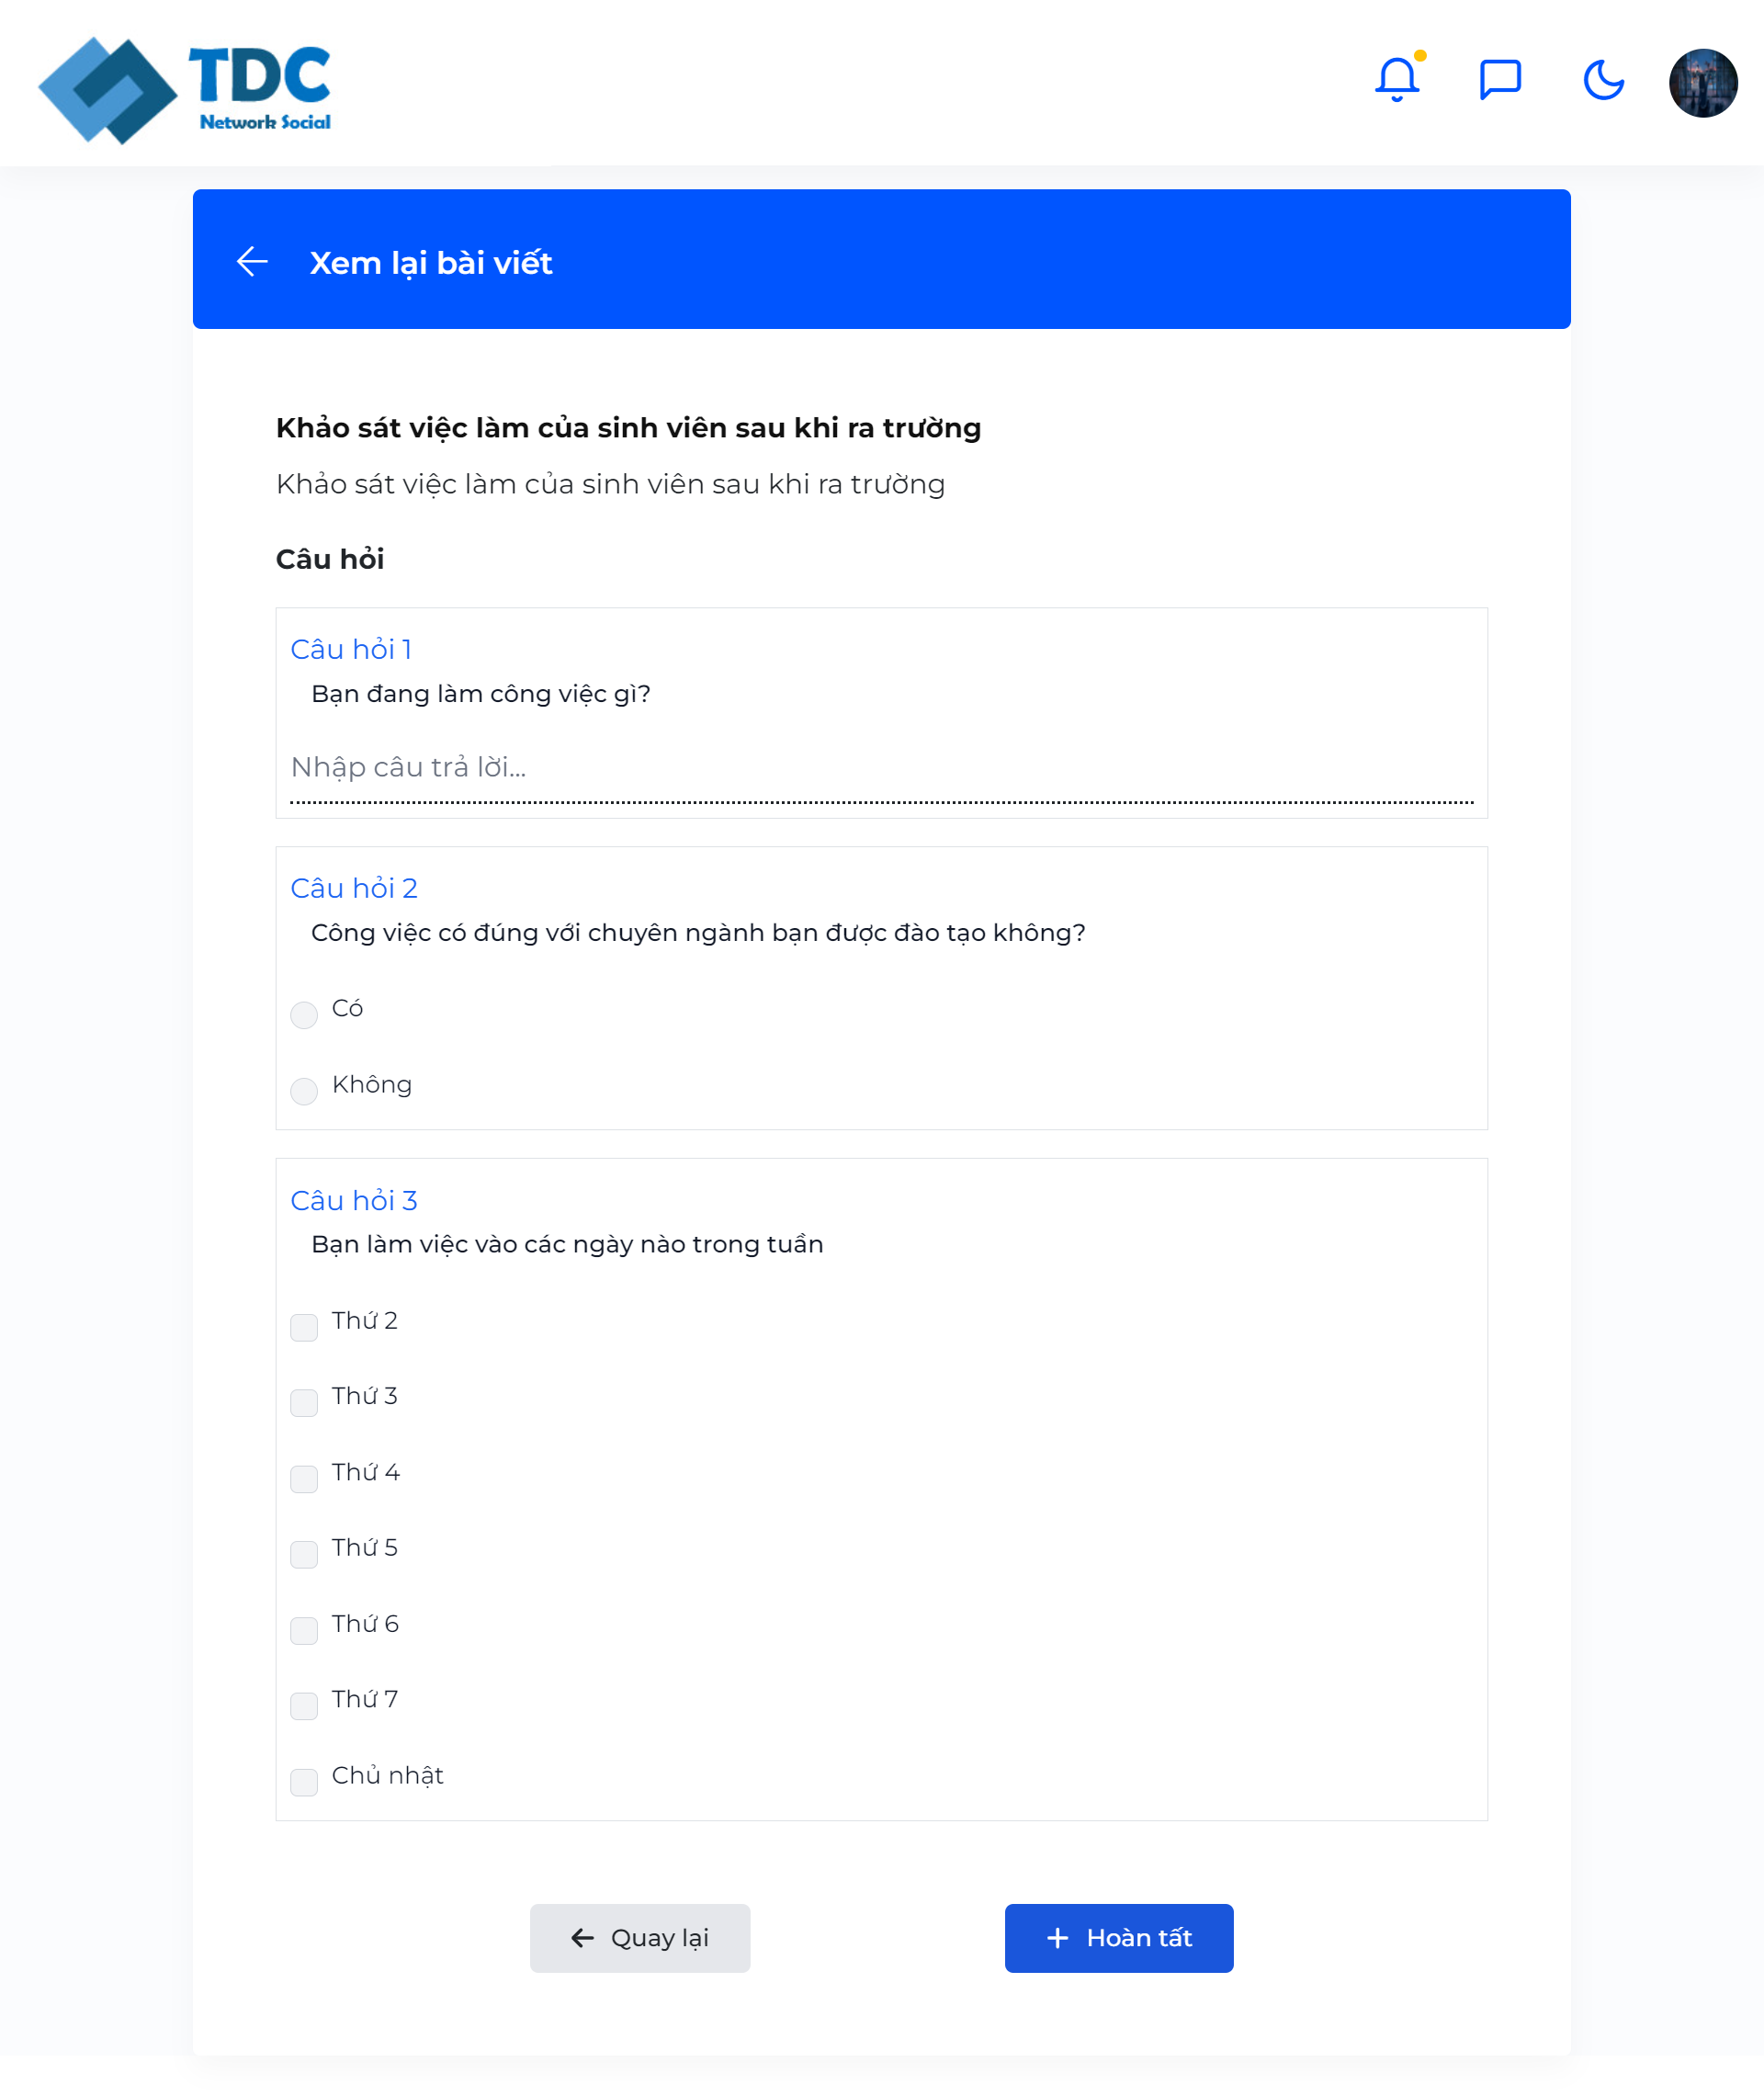 TDC
Network Social
Xem lại bài viết
Khảo sát việc làm của sinh viên sau khi ra trường
Khảo sát việc làm của sinh viên sau khi ra trường
Câu hỏi
Câu hỏi 1
Bạn đang làm công việc gì?
Nhập câu trả lời...
Câu hỏi 2
Công việc có đúng với chuyên ngành bạn được đào tạo không?
Có
Không
Câu hỏi 3
Bạn làm việc vào các ngày nào trong tuần
Thứ 2
Thứ 3
Thứ 4
Thứ 5
Thứ 6
Thứ 7
Chủ nhật
Quay lại
Hoàn tất